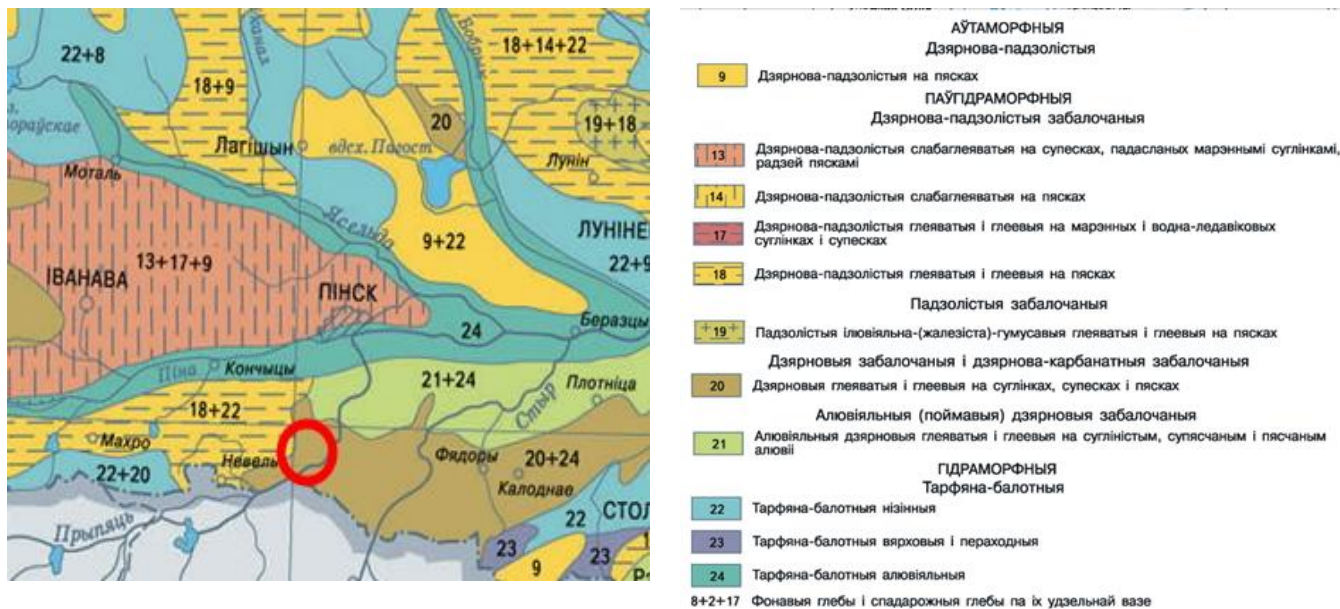 22+8
канал
Бобрык
18+14+22
18+9
20
19+18
Лагішын
вдсх. Пагост
Лунін
Моталь
Ясельда
ЛУНІНЕ
9+22
22+9
13+17+9
ІВАНАВА
ПІНСК
24
Беразцы
Піна
Кончыцы
21+24
Плотніца
18+22
Стыр
Махро
Невель
Фядоры
20+24
22+20
Калоднае
Прыпяць
22
СТОЛ
23
23
9
АЎТАМОРФНЫЯ
Дзярнова-падзолістыя
9 Дзярнова-падзолістыя на пясках
ПАЎГІДРАМОРФНЫЯ
Дзярнова-падзолістыя забалочаныя
13 Дзярнова-падзолістыя слабаглеяватыя на супесках, падасланых марэннымі суглінкамі,
радзей пяскамі
14 Дзярнова-падзолістыя слабаглеяватыя на пясках
17 Дзярнова-падзолістыя глеяватыя і глеевыя на марэнных і водна-ледавіковых
суглінках і супесках
18 Дзярнова-падзолістыя глеяватыя і глеевыя на пясках
Падзолістыя забалочаныя
+19+ Падзолістыя ілювіяльна-(жалезіста)-гумусавыя глеяватыя і глеевыя на пясках
Дзярновыя забалочаныя і дзярнова-карбанатныя забалочаныя
20 Дзярновыя глеяватыя і глеевыя на суглінках, супесках і пясках
Алювіяльныя (поймавыя) дзярновыя забалочаныя
21 Алювіяльныя дзярновыя глеяватыя і глеевыя на суглiністым, супясчаным і пясчаным
алювіі
ГІДРАМОРФНЫЯ
Тарфяна-балотныя
22 Тарфяна-балотныя нізінныя
23 Тарфяна-балотныя вярховыя і пераходныя
24 Тарфяна-балотныя алювіяльныя
8+2+17 Фонавыя глебы і спадарожныя глебы па іх удзельнай вазе